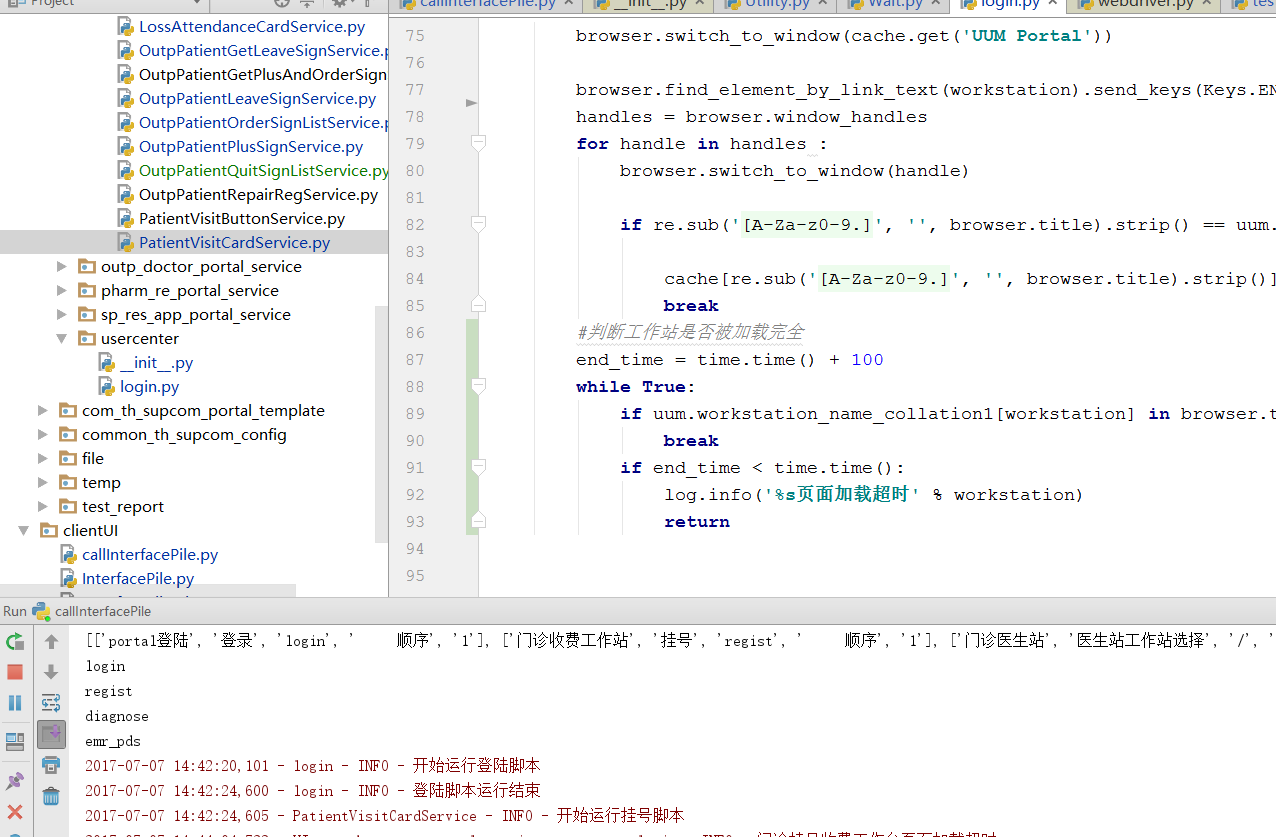 Project
LossAttendanceCardService.py
OutpPatientGetLeaveSignService.p
OutpPatientGetPlusAndOrderSign
OutpPatientLeaveSignService.py
OutpPatientOrderSignListService.p
OutpPatientPlusSignService.py
OutpPatientQuitSignListService.py
OutpPatientRepairRegService.py
PatientVisitButtonService.py
PatientVisitCardService.py
outp_doctor_portal_service
pharm_re_portal_service
sp_res_app_portal_service
usercenter
__init__.py
login.py
com_th_supcom_portal_template
common_th_supcom_config
file
temp
test_report
clientUI
callInterfacePile.py
InterfacePile.py
callInterfacePile.py __init__.py Utility.py Wait.py login.py webdriver.py tes
75 browser.switch_to_window(cache.get('UUM Portal'))
76
77 browser.find_element_by_link_text(workstation).send_keys(Keys.EN
78 handles = browser.window_handles
79 for handle in handles :
80 browser.switch_to_window(handle)
81
82 if re.sub('[A-Za-z0-9.]', '', browser.title).strip() == uum.
83
84 cache[re.sub('[A-Za-z0-9.]', '', browser.title).strip()]
85 break
86 #判断工作站是否被加载完全
87 end_time = time.time() + 100
88 while True:
89 if uum.workstation_name_collation1[workstation] in browser.t
90 break
91 if end_time < time.time():
92 log.info('%s页面加载超时' % workstation)
93 return
94
95
Run callInterfacePile
[['portal登陆', '登录', 'login', ' 顺序', '1'], ['门诊收费工作站', '挂号', 'regist', ' 顺序', '1'], ['门诊医生站', '医生站工作站选择', '/', '
login
regist
diagnose
emr_pds
2017-07-07 14:42:20,101 - login - INFO - 开始运行登陆脚本
2017-07-07 14:42:24,600 - login - INFO - 登陆脚本运行结束
2017-07-07 14:42:24,605 - PatientVisitCardService - INFO - 开始运行挂号脚本